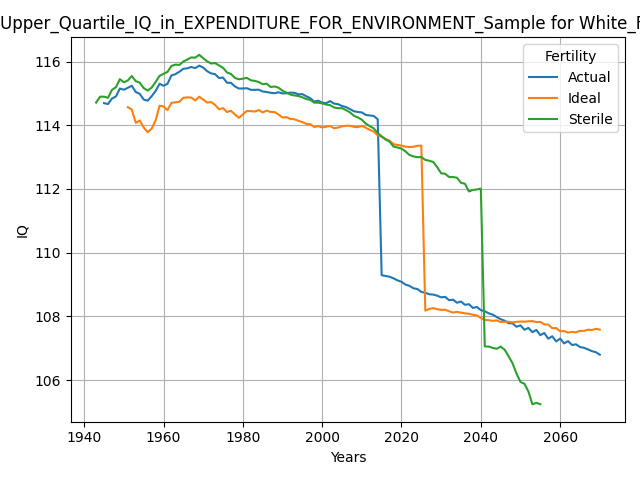 Upper_Quartile_IQ_in_EXPENDITURE_FOR_ENVIRONMENT_Sample for White_
Fertility
Actual
Ideal
Sterile
116
114
112
110
108
106
IQ
1940
1960
1980
2000
2020
2040
2060
Years